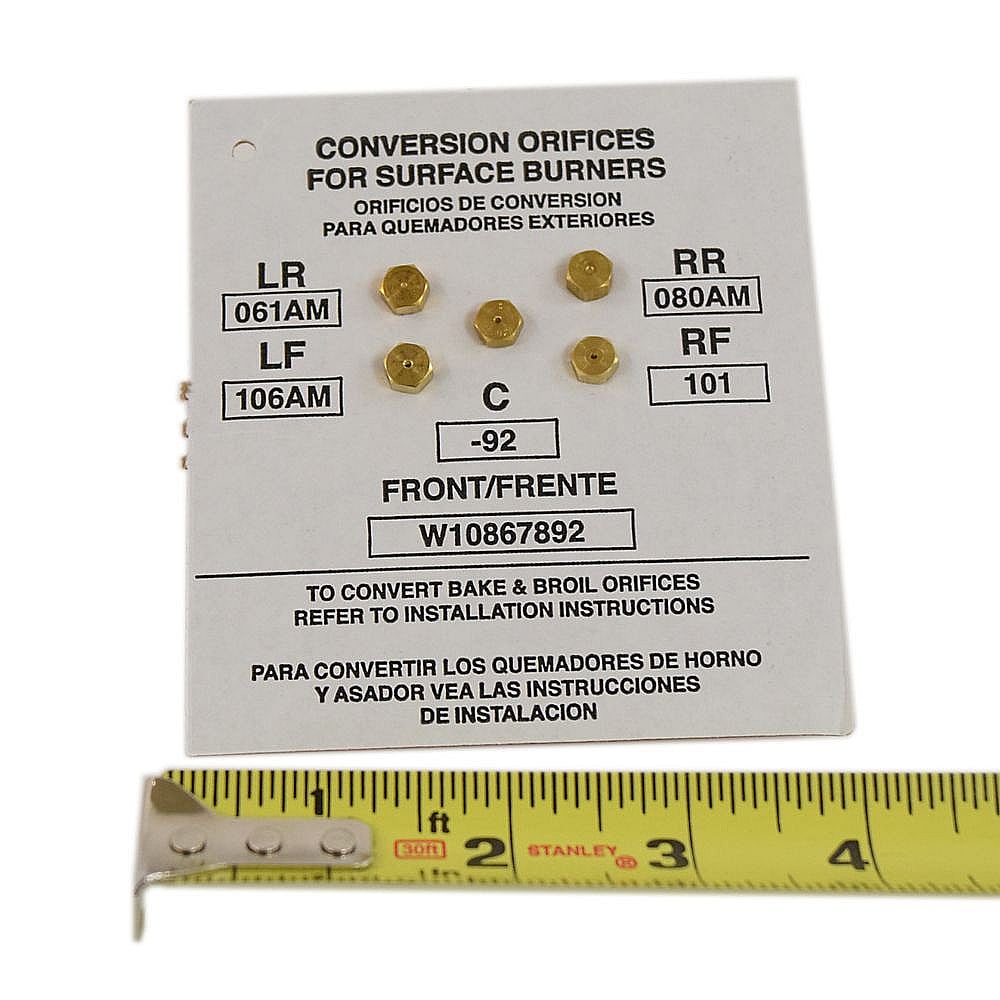 CONVERSION ORIFICES
FOR SURFACE BURNERS
ORIFICIOS DE CONVERSION
PARA QUEMADORES EXTERIORES
LR
RR
061AM
080AM
LF
RF
106AM
101
C
-92
FRONT/FRENTE
W10867892
TO CONVERT BAKE & BROIL ORIFICES
REFER TO INSTALLATION INSTRUCTIONS
PARA CONVERTIR LOS QUEMADORES DE HORNO
Y ASADOR VEA LAS INSTRUCCIONES
DE INSTALACION
1
ft
30ft 2 STANLEY® 3 4